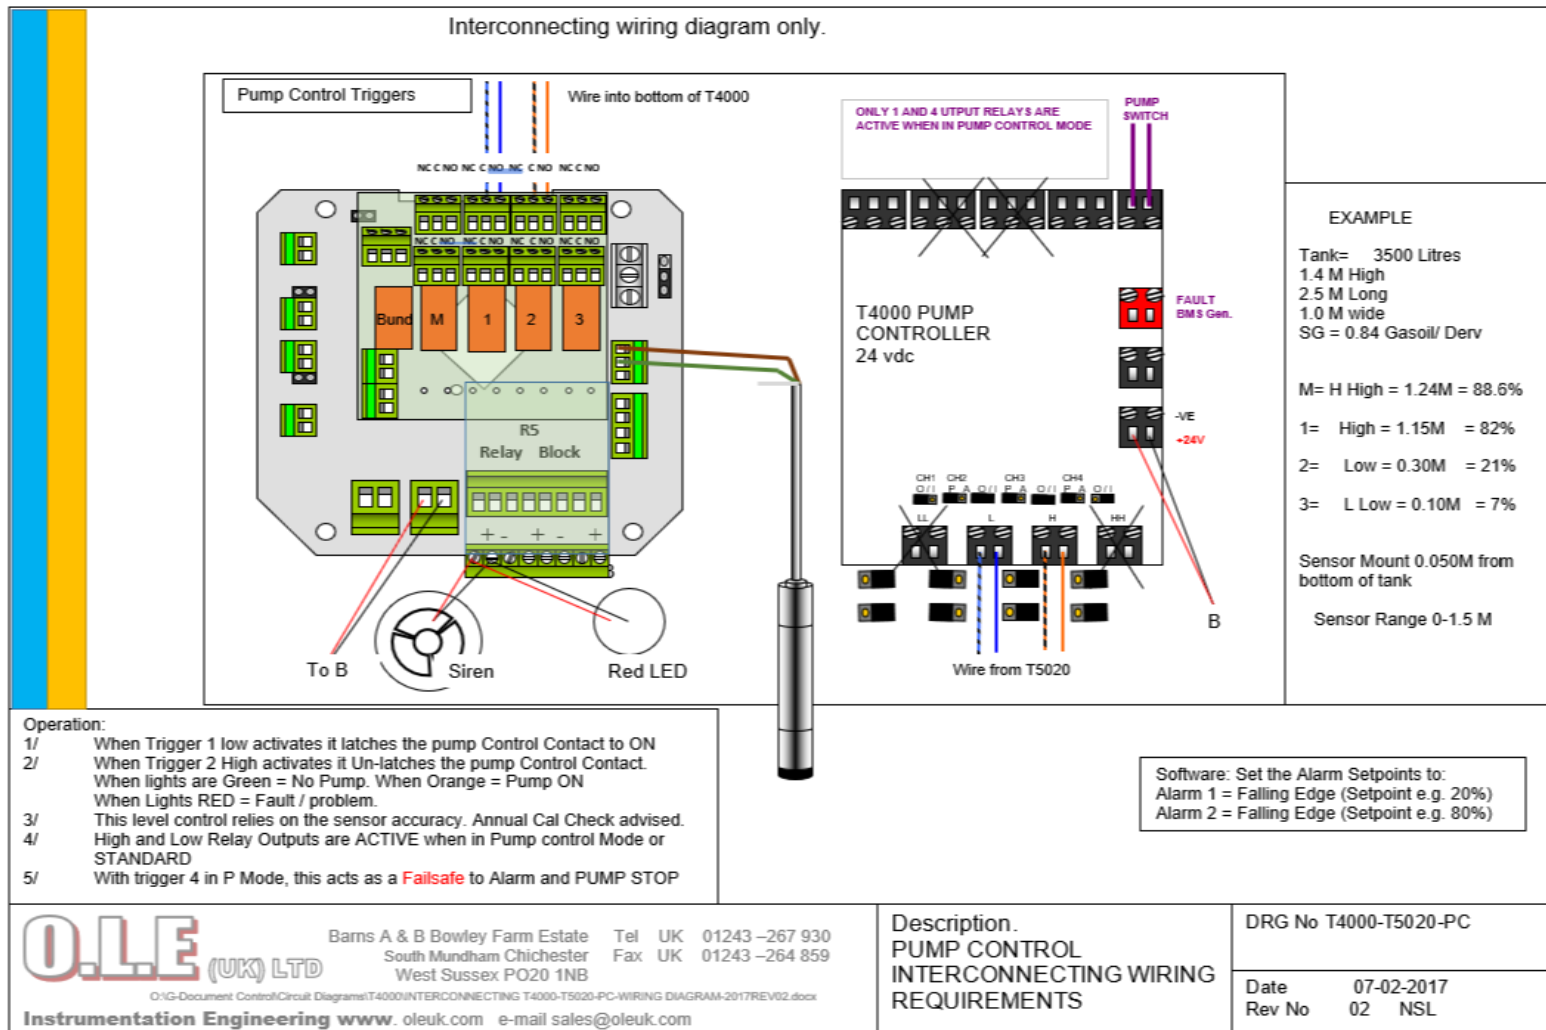 Interconnecting wiring diagram only.
Pump Control Triggers
Wire into bottom of T4000
NC C NO NC C NO NC C NO NC C NO
NC C NO NC C NO NC C NO NC C NO
Bund M 1 2 3
R5
Relay Block
+ - + - +
To B
Siren
Red LED
ONLY 1 AND 4 UTPUT RELAYS ARE
ACTIVE WHEN IN PUMP CONTROL MODE
PUMP
SWITCH
T4000 PUMP
CONTROLLER
24 vdc
FAULT
BMS Gen.
-VE
+24V
CH1 CH2 CH3 CH4
O / I P A O / I P A O / I P A O / I
LL L H HH
B
Wire from T5020
EXAMPLE
Tank= 3500 Litres
1.4 M High
2.5 M Long
1.0 M wide
SG = 0.84 Gasoil/ Derv
M= H High = 1.24M = 88.6%
1= High = 1.15M = 82%
2= Low = 0.30M = 21%
3= L Low = 0.10M = 7%
Sensor Mount 0.050M from
bottom of tank
Sensor Range 0-1.5 M
Operation:
1/ When Trigger 1 low activates it latches the pump Control Contact to ON
2/ When Trigger 2 High activates it Un-latches the pump Control Contact.
When lights are Green = No Pump. When Orange = Pump ON
When Lights RED = Fault / problem.
3/ This level control relies on the sensor accuracy. Annual Cal Check advised.
4/ High and Low Relay Outputs are ACTIVE when in Pump control Mode or
STANDARD
5/ With trigger 4 in P Mode, this acts as a Failsafe to Alarm and PUMP STOP
Software: Set the Alarm Setpoints to:
Alarm 1 = Falling Edge (Setpoint e.g. 20%)
Alarm 2 = Falling Edge (Setpoint e.g. 80%)
O.L.E (UK) LTD
Barns A & B Bowley Farm Estate Tel UK 01243 –267 930
South Mundham Chichester Fax UK 01243 –264 859
West Sussex PO20 1NB
O:\G-Document Control\Circuit Diagrams\T4000\INTERCONNECTING T4000-T5020-PC-WIRING DIAGRAM-2017REV02.docx
Instrumentation Engineering www. oleuk.com e-mail sales@oleuk.com
Description.
PUMP CONTROL
INTERCONNECTING WIRING
REQUIREMENTS
DRG No T4000-T5020-PC
Date 07-02-2017
Rev No 02 NSL